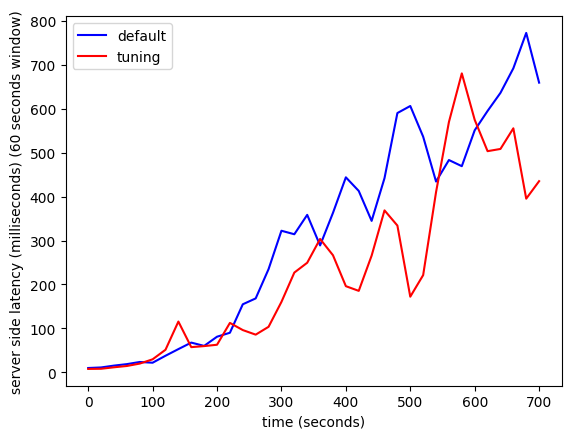 default
tuning
server side latency (milliseconds) (60 seconds window)
800
700
600
500
400
300
200
100
0
0 100 200 300 400 500 600 700
time (seconds)